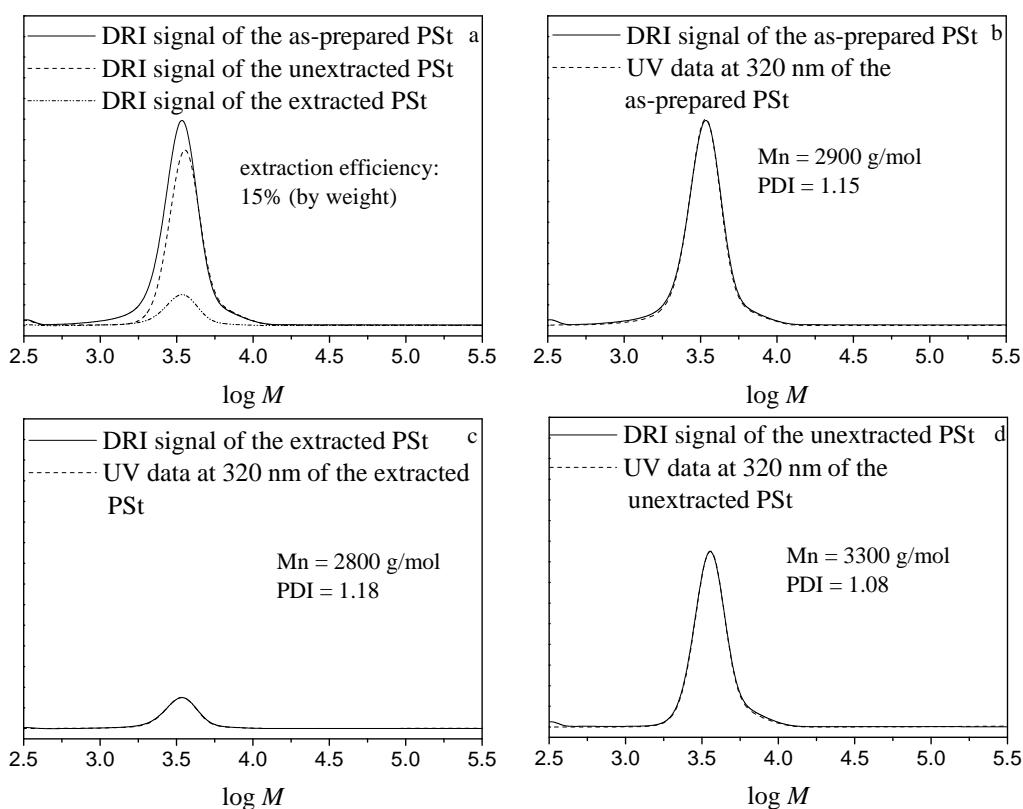 DRI signal of the as-prepared PSt a
DRI signal of the unextracted PSt
DRI signal of the extracted PSt
extraction efficiency:
15% (by weight)
2.5 3.0 3.5 4.0 4.5 5.0 5.5
log M
DRI signal of the as-prepared PSt b
UV data at 320 nm of the
as-prepared PSt
Mn = 2900 g/mol
PDI = 1.15
2.5 3.0 3.5 4.0 4.5 5.0 5.5
log M
DRI signal of the extracted PSt c
UV data at 320 nm of the extracted
PSt
Mn = 2800 g/mol
PDI = 1.18
2.5 3.0 3.5 4.0 4.5 5.0 5.5
log M
DRI signal of the unextracted PSt d
UV data at 320 nm of the
unextracted PSt
Mn = 3300 g/mol
PDI = 1.08
2.5 3.0 3.5 4.0 4.5 5.0 5.5
log M